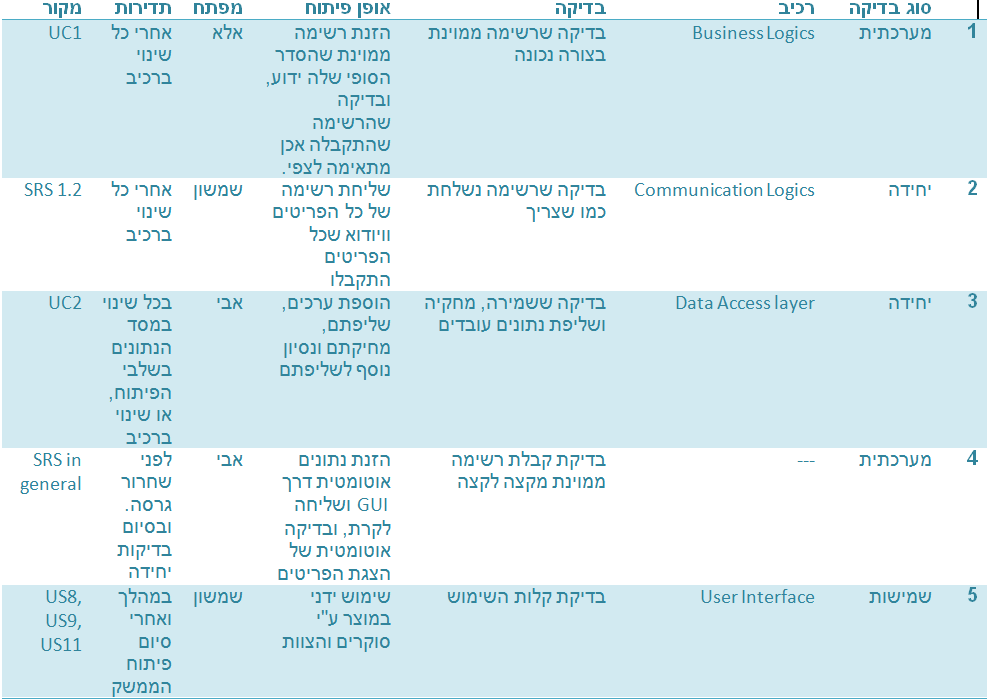 סוג בדיקה רכיב בדיקה אופן פיתוח מפתח תדירות מקור
1 מערכתית Business Logics בדיקה שרשימה ממוינת הזנת רשימה אלא אחרי כל UC1
בצורה נכונה ממוינת שהסדר שינוי
הסופי שלה ידוע, ברכיב
ובדיקה
שהרשימה
שהתקבלה אכן
מתאימה לצפי.
2 יחידה Communication Logics בדיקה שרשימה נשלחת שליחת רשימה שמשון אחרי כל SRS 1.2
כמו שצריך של כל הפריטים שינוי
וויודוא שכל ברכיב
הפריטים
התקבלו
3 יחידה Data Access layer בדיקה ששמירה, מחקיה הוספת ערכים, אבי בכל שינוי UC2
ושליפת נתונים עובדים שליפתם, במסד
מחיקתם ונסיון הנתונים
נוסף לשליפתם בשלבי
הפיתוח,
או שינוי
ברכיב
4 מערכתית --- בדיקת קבלת רשימה הזנת נתונים אבי לפני SRS in
ממוינת מקצה לקצה אוטומטית דרך שחרור general
GUI ושליחה גרסה.
לקרת, ובדיקה ובסיום
אוטומטית של בדיקות
הצגת הפריטים יחידה
5 שמישות User Interface בדיקת קלות השימוש שימוש ידני שמשון במהלך US8,
במוצר ע"י ואחרי US9,
סוקרים והצוות סיום US11
פיתוח
הממשק